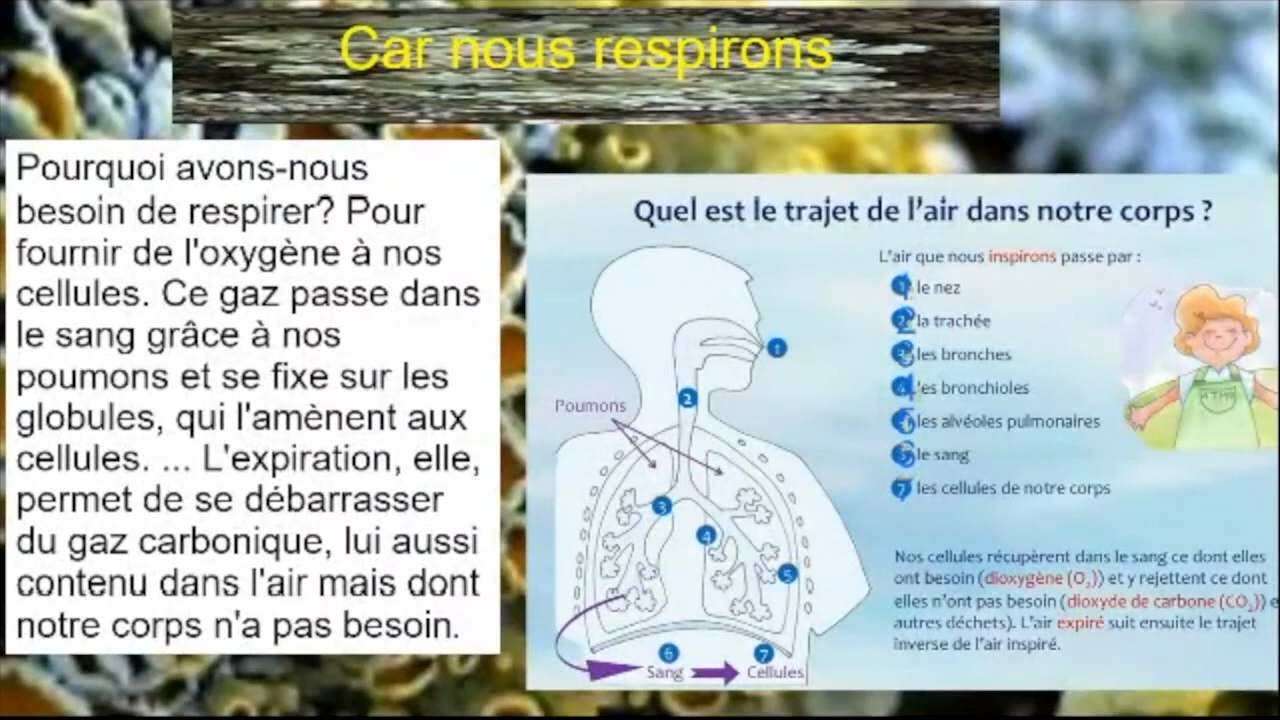 Car nous respirons
Pourquoi avons-nous
besoin de respirer? Pour
fournir de l'oxygène à nos
cellules. Ce gaz passe dans
le sang grâce à nos
poumons et se fixe sur les
globules, qui l'amènent aux
cellules. ... L'expiration, elle,
permet de se débarrasser
du gaz carbonique, lui aussi
contenu dans l'air mais dont
notre corps n'a pas besoin.
Quel est le trajet de l'air dans notre corps ?
L'air que nous inspirons passe par :
1 le nez
2 la trachée
3 les bronches
4 les bronchioles
5 les alvéoles pulmonaires
6 le sang
7 les cellules de notre corps
Nos cellules récupèrent dans le sang ce dont elles
ont besoin (dioxygène (O₂)) et y rejettent ce dont
elles n'ont pas besoin (dioxyde de carbone (CO₂)) e
autres déchets). L'air expiré suit ensuite le trajet
inverse de l'air inspiré.
Poumons
1
2
3
4
5
6
7
Sang
Cellules